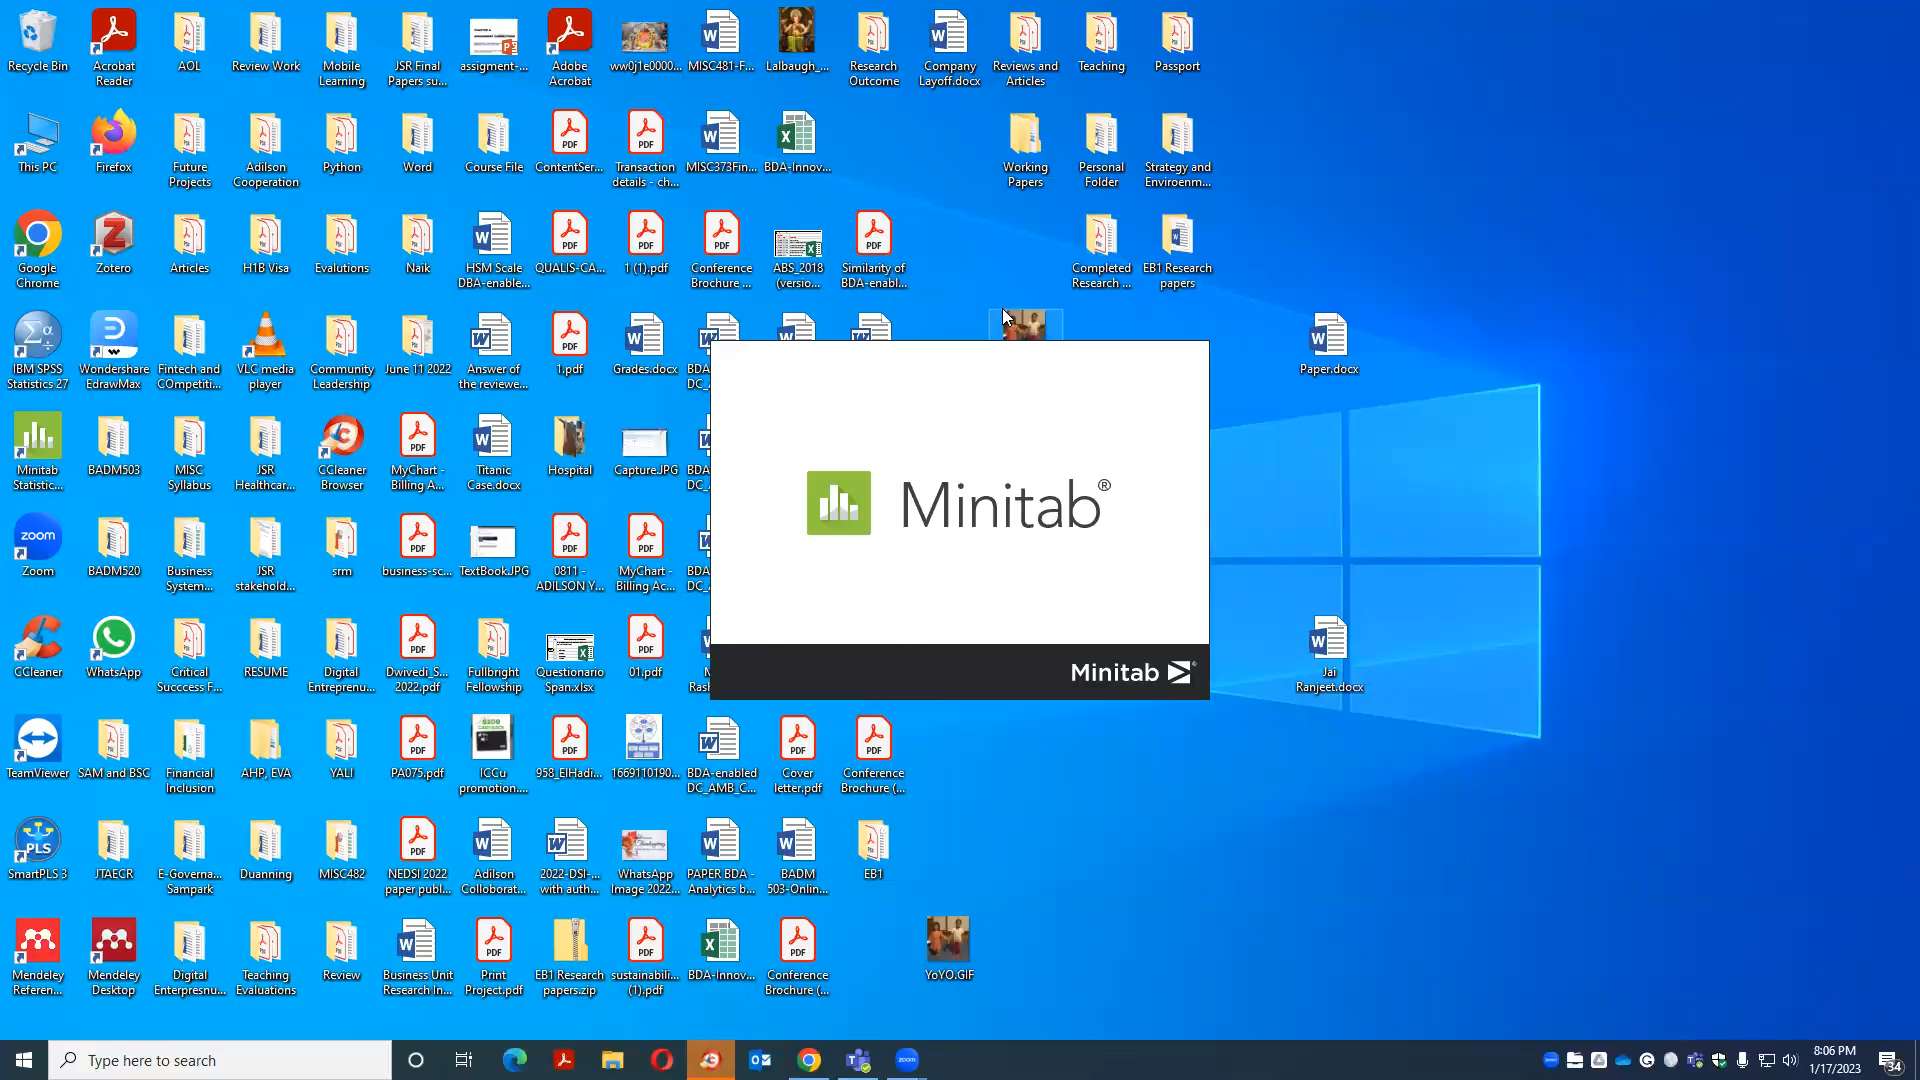 Recycle Bin
Acrobat
Reader
AOL
Review Work
Mobile
Learning
JSR Final
Papers su...
assigment-...
Adobe
Acrobat
ww0j1e0000...
MISC481-F...
Lalbaugh_...
Research
Outcome
Company
Layoff.docx
Reviews and
Articles
Teaching
Passport
This PC
Firefox
Future
Projects
Adilson
Cooperation
Python
Word
Course File
ContentSer...
Transaction
details - ch...
MISC373Fin...
BDA-Innov...
Working
Papers
Personal
Folder
Strategy and
Enviroenm...
Google
Chrome
Zotero
Articles
H1B Visa
Evalutions
Naik
HSM Scale
DBA-enable...
QUALIS-CA...
1 (1).pdf
Conference
Brochure ...
ABS_2018
(versio...
Similarity of
BDA-enabl...
Completed
Research ...
EB1 Research
papers
IBM SPSS
Statistics 27
Wondershare
EdrawMax
Fintech and
COmpetiti...
VLC media
player
Community
Leadership
June 11 2022
Answer of
the reviewe...
1.pdf
Grades.docx
BDA
DC_
Paper.docx
Minitab
Statistic...
BADM503
MISC
Syllabus
JSR
Healthcar...
CCleaner
Browser
MyChart -
Billing A...
Titanic
Case.docx
Hospital
Capture.JPG
BDA
DC_
Minitab®
Zoom
BADM520
Business
System...
JSR
stakehold...
srm
business-sc...
TextBook.JPG
0811 -
ADILSON Y...
MyChart -
Billing Ac...
BDA
DC_
CCleaner
WhatsApp
Critical
Succcess F...
RESUME
Digital
Entreprenu...
Dwivedi_S...
2022.pdf
Fullbright
Fellowship
Questionario
Span.xlsx
01.pdf
Rash
Minitab
Jai
Ranjeet.docx
TeamViewer
SAM and BSC
Financial
Inclusion
AHP, EVA
YALI
PA075.pdf
ICCu
promotion....
958_ElHadi...
1669110190...
BDA-enabled
DC_AMB_C...
Cover
letter.pdf
Conference
Brochure (...
SmartPLS 3
JTAECR
E-Governa...
Sampark
Duanning
MISC482
NEDSI 2022
paper publ...
Adilson
Colloborat...
2022-DSI-...
with auth...
WhatsApp
Image 2022...
PAPER BDA -
Analytics b...
BADM
503-Onlin...
EB1
Mendeley
Referen...
Mendeley
Desktop
Digital
Enterpresnu...
Teaching
Evaluations
Review
Business Unit
Research In...
Print
Project.pdf
EB1 Research
papers.zip
sustainabili...
(1).pdf
BDA-Innov...
Conference
Brochure (...
YoYO.GIF
Type here to search
8:06 PM
1/17/2023
34